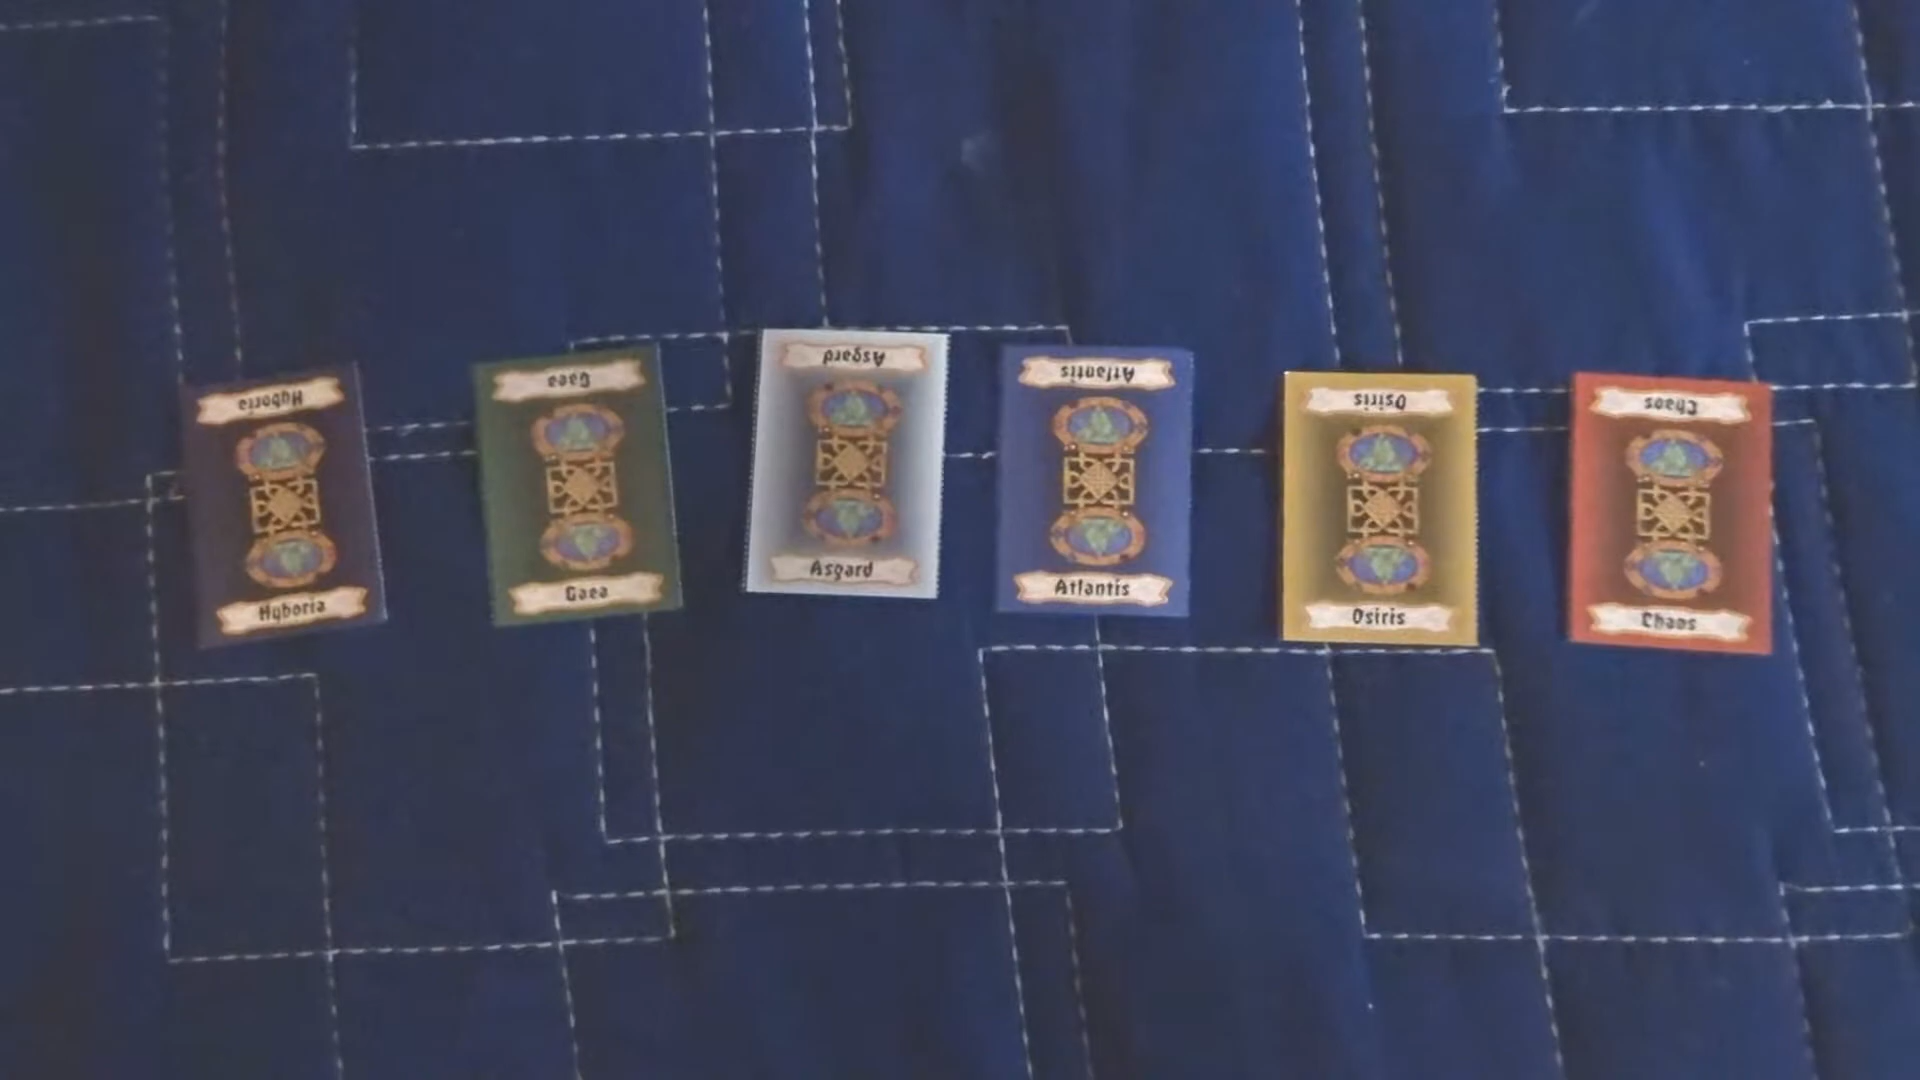 Hyboria
Gaea
Asgard
Atlantis
Osiris
Chaos
Hyboria
Gaea
Asgard
Atlantis
Osiris
Chaos